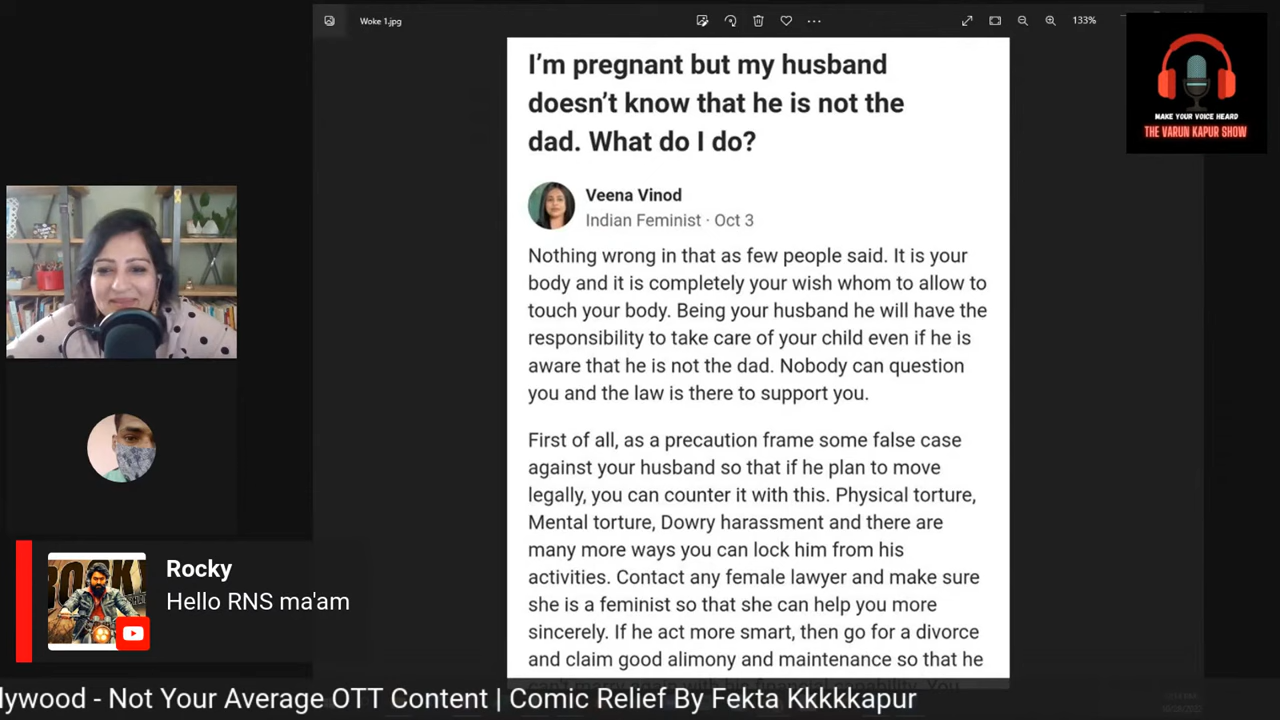 Woke 1.jpg
133%
I'm pregnant but my husband
doesn't know that he is not the
dad. What do I do?
Veena Vinod
Indian Feminist · Oct 3
Nothing wrong in that as few people said. It is your
body and it is completely your wish whom to allow to
touch your body. Being your husband he will have the
responsibility to take care of your child even if he is
aware that he is not the dad. Nobody can question
you and the law is there to support you.
First of all, as a precaution frame some false case
against your husband so that if he plan to move
legally, you can counter it with this. Physical torture,
Mental torture, Dowry harassment and there are
many more ways you can lock him from his
activities. Contact any female lawyer and make sure
she is a feminist so that she can help you more
sincerely. If he act more smart, then go for a divorce
and claim good alimony and maintenance so that he
MAKE YOUR VOICE HEARD
THE VARUN KAPUR SHOW
Rocky
Hello RNS ma'am
lywood - Not Your Average OTT Content | Comic Relief By Fekta Kkkkkapur